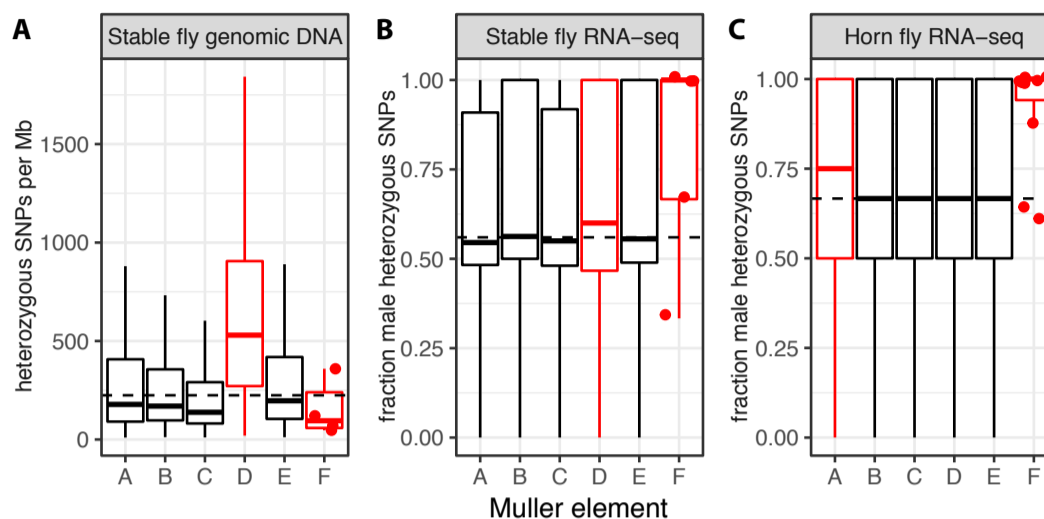 A
Stable fly genomic DNA
heterozygous SNPs per Mb
1500
1000
500
0
A B C D E F
B
Stable fly RNA−seq
fraction male heterozygous SNPs
1.00
0.75
0.50
0.25
0.00
A B C D E F
Muller element
C
Horn fly RNA−seq
fraction male heterozygous SNPs
1.00
0.75
0.50
0.25
0.00
A B C D E F